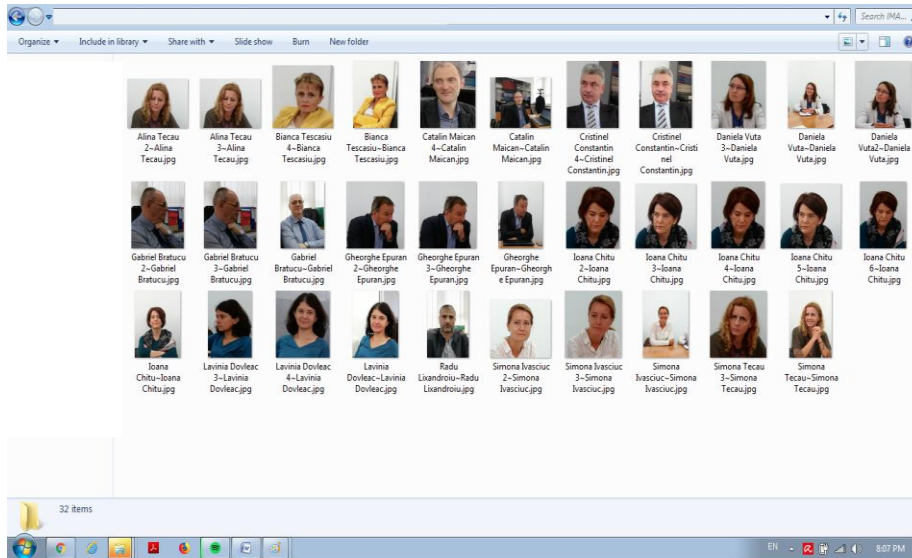 Search IMA...
Organize Include in library Share with Slide show Burn New folder
Alina Tecau
2~Alina
Tecau.jpg
Alina Tecau
3~Alina
Tecau.jpg
Bianca Tescasiu
4~Bianca
Tescasiu.jpg
Bianca
Tescasiu~Bianca
Tescasiu.jpg
Catalin Maican
4~Catalin
Maican.jpg
Catalin
Maican~Catalin
Maican.jpg
Cristinel
Constantin
4~Cristinel
Constantin.jpg
Cristinel
Constantin~Cristi
nel
Constantin.jpg
Daniela Vuta
3~Daniela
Vuta.jpg
Daniela
Vuta~Daniela
Vuta.jpg
Daniela
Vuta2~Daniela
Vuta.jpg
Gabriel Bratucu
2~Gabriel
Bratucu.jpg
Gabriel Bratucu
3~Gabriel
Bratucu.jpg
Gabriel
Bratucu~Gabriel
Bratucu.jpg
Gheorghe Epuran
2~Gheorghe
Epuran.jpg
Gheorghe Epuran
3~Gheorghe
Epuran.jpg
Gheorghe
Epuran~Gheorgh
e Epuran.jpg
Ioana Chitu
2~Ioana
Chitu.jpg
Ioana Chitu
3~Ioana
Chitu.jpg
Ioana Chitu
4~Ioana
Chitu.jpg
Ioana Chitu
5~Ioana
Chitu.jpg
Ioana Chitu
6~Ioana
Chitu.jpg
Ioana
Chitu~Ioana
Chitu.jpg
Lavinia Dovleac
3~Lavinia
Dovleac.jpg
Lavinia Dovleac
4~Lavinia
Dovleac.jpg
Lavinia
Dovleac~Lavinia
Dovleac.jpg
Radu
Lixandroiu~Radu
Lixandroiu.jpg
Simona Ivasciuc
2~Simona
Ivasciuc.jpg
Simona Ivasciuc
3~Simona
Ivasciuc.jpg
Simona
Ivasciuc~Simona
Ivasciuc.jpg
Simona Tecau
3~Simona
Tecau.jpg
Simona
Tecau~Simona
Tecau.jpg
32 items
EN 8:07 PM